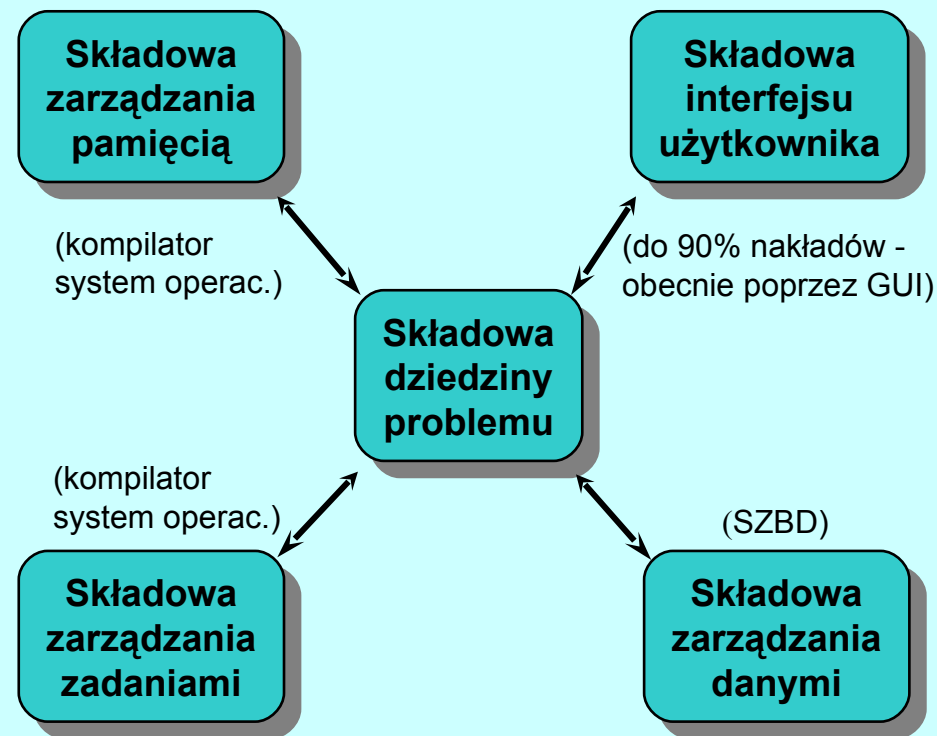 Składowa
zarządzania
pamięcią
Składowa
interfejsu
użytkownika
(kompilator
system operac.)
(do 90% nakładów -
obecnie poprzez GUI)
Składowa
dziedziny
problemu
(kompilator
system operac.)
(SZBD)
Składowa
zarządzania
zadaniami
Składowa
zarządzania
danymi